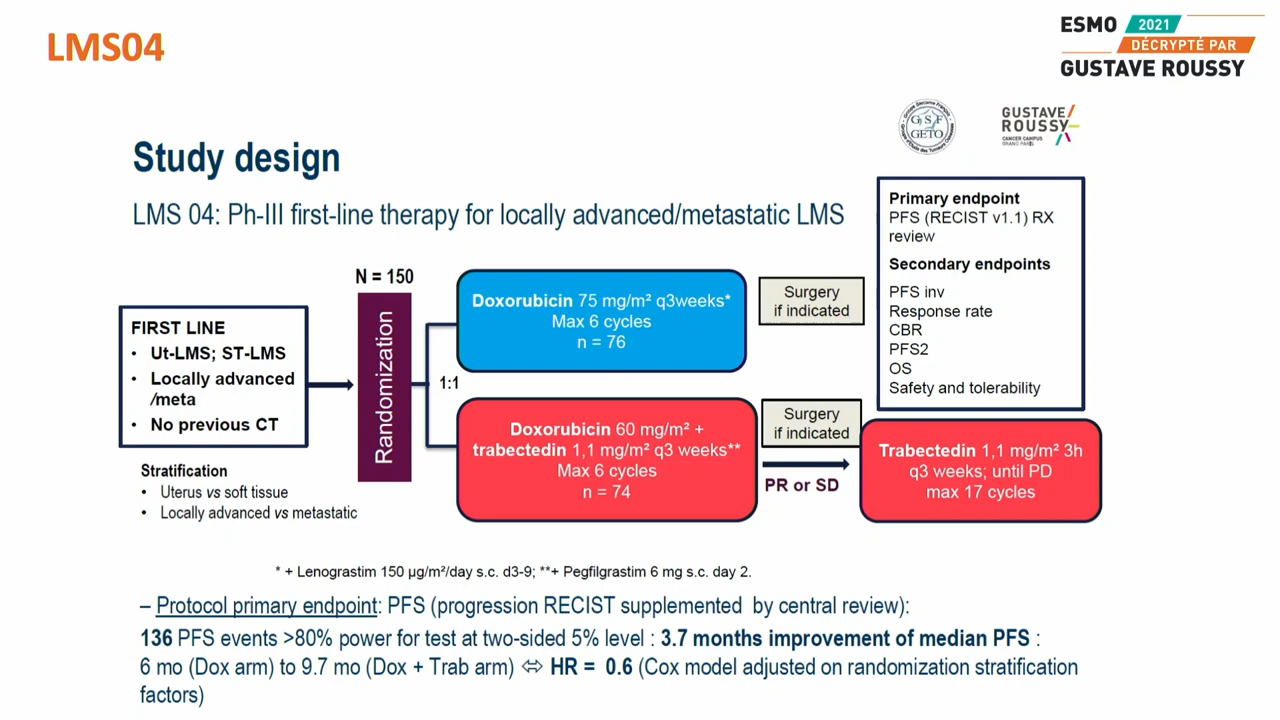 LMS04
ESMO 2021
DÉCRYPTÉ PAR
GUSTAVE ROUSSY
G S F
GETO
GUSTAVE
ROUSSY
CANCER CAMPUS
GRAND PARIS
Study design
LMS 04: Ph-III first-line therapy for locally advanced/metastatic LMS
Primary endpoint
PFS (RECIST v1.1) RX
review
Secondary endpoints
PFS inv
Response rate
CBR
PFS2
OS
Safety and tolerability
N = 150
FIRST LINE
• Ut-LMS; ST-LMS
• Locally advanced
/meta
• No previous CT
Randomization
1:1
Doxorubicin 75 mg/m² q3weeks*
Max 6 cycles
n = 76
Surgery
if indicated
Doxorubicin 60 mg/m² +
trabectedin 1,1 mg/m² q3 weeks**
Max 6 cycles
n = 74
Surgery
if indicated
PR or SD
Trabectedin 1,1 mg/m² 3h
q3 weeks; until PD
max 17 cycles
Stratification
• Uterus vs soft tissue
• Locally advanced vs metastatic
* + Lenograstim 150 µg/m²/day s.c. d3-9; **+ Pegfilgrastim 6 mg s.c. day 2.
– Protocol primary endpoint: PFS (progression RECIST supplemented by central review):
136 PFS events >80% power for test at two-sided 5% level : 3.7 months improvement of median PFS :
6 mo (Dox arm) to 9.7 mo (Dox + Trab arm) ⇔ HR = 0.6 (Cox model adjusted on randomization stratification
factors)